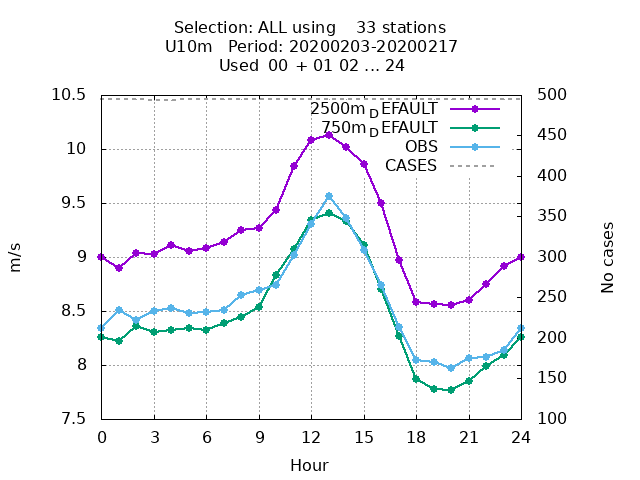 Selection: ALL using    33 stations
U10m   Period: 20200203-20200217
Used  00  + 01 02 ... 24
10.5
10
9.5
9
8.5
8
7.5
m/s
500
450
400
350
300
250
200
150
100
No cases
2500m_DEFAULT
750m_DEFAULT
OBS
CASES
0 3 6 9 12 15 18 21 24
Hour